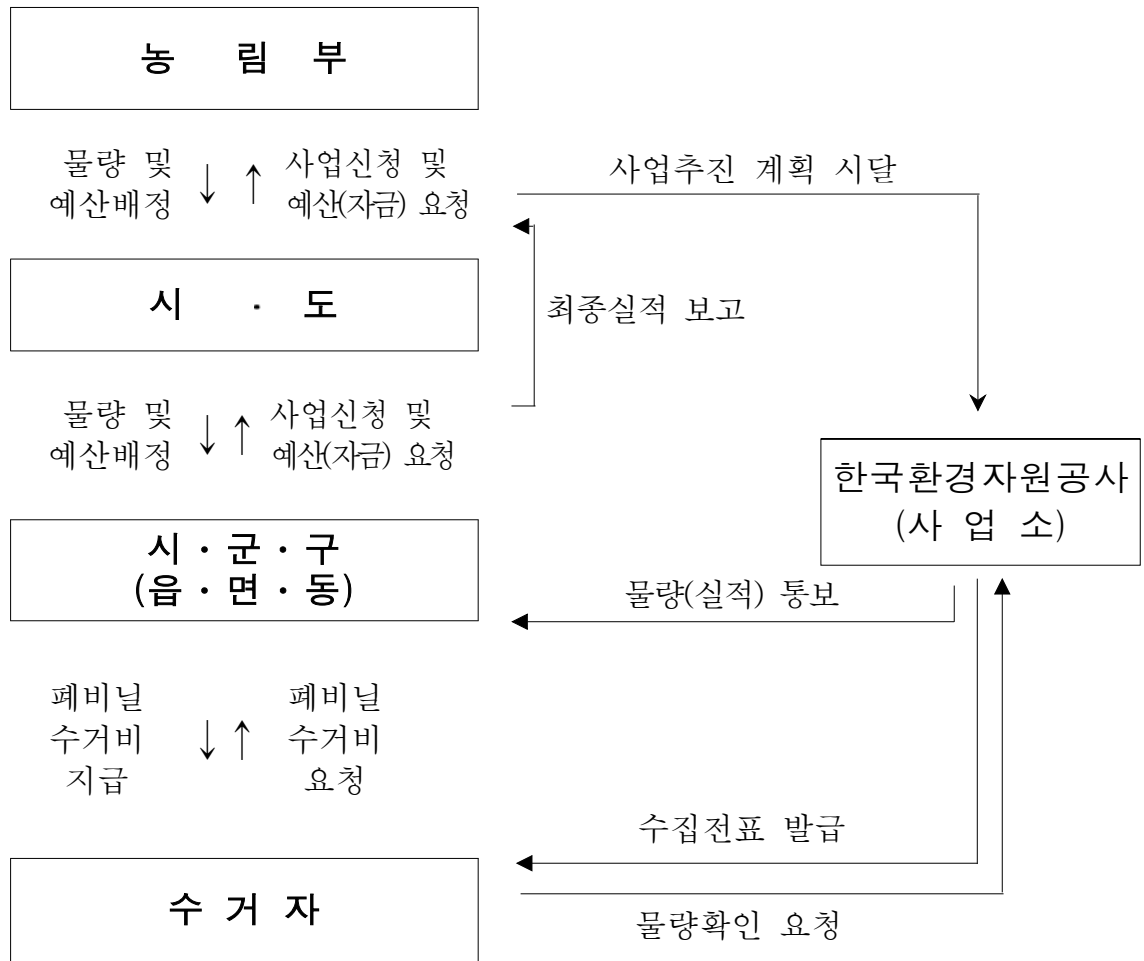 농 림 부
물량 및
예산배정
↓ ↑
사업신청 및
예산(자금) 요청
사업추진 계획 시달
시 · 도
최종실적 보고
물량 및
예산배정
↓ ↑
사업신청 및
예산(자금) 요청
한국환경자원공사
(사 업 소)
시 · 군 · 구
(읍 · 면 · 동)
물량(실적) 통보
폐비닐
수거비
지급
↓ ↑
폐비닐
수거비
요청
수집전표 발급
수 거 자
물량확인 요청